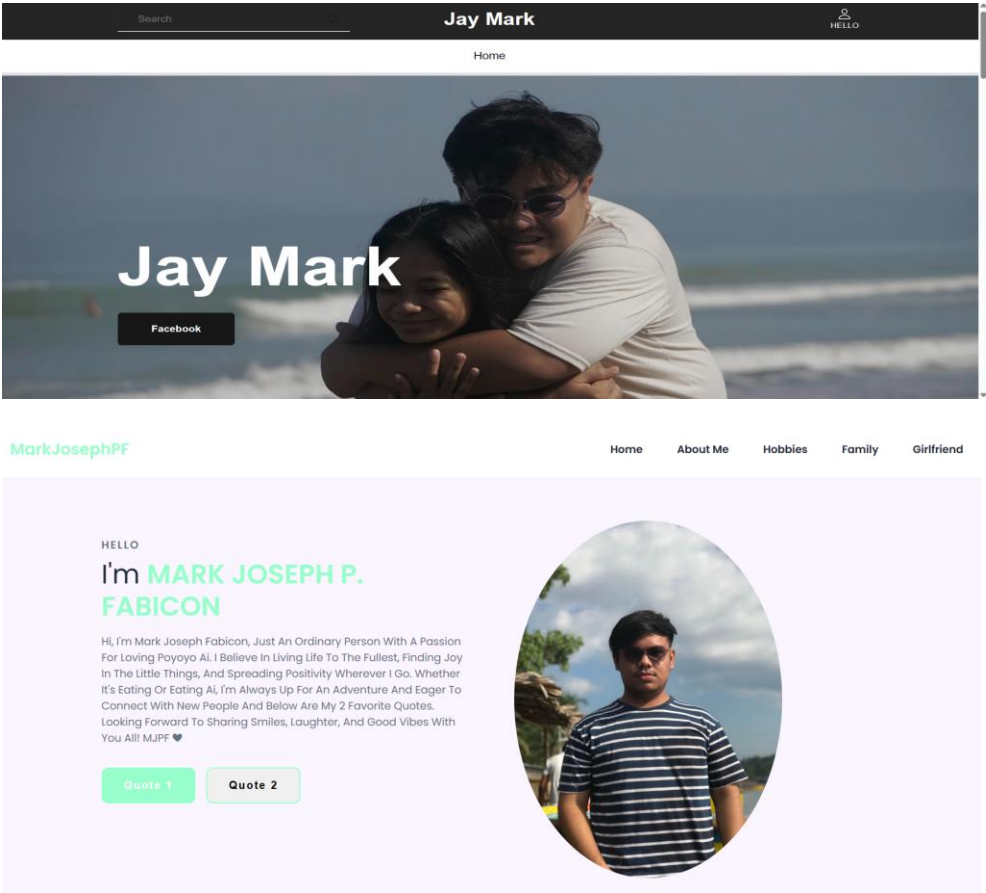 Search
Jay Mark
HELLO
Home
Jay Mark
Facebook
MarkJosephPF
Home About Me Hobbies Family Girlfriend
HELLO
I'm MARK JOSEPH P.
FABICON
Hi, I'm Mark Joseph Fabicon, Just An Ordinary Person With A Passion
For Loving Poyoyo Ai. I Believe In Living Life To The Fullest, Finding Joy
In The Little Things, And Spreading Positivity Wherever I Go. Whether
It's Eating Or Eating Ai, I'm Always Up For An Adventure And Eager To
Connect With New People And Below Are My 2 Favorite Quotes.
Looking Forward To Sharing Smiles, Laughter, And Good Vibes With
You All! MJPF 🖤
Quote 1 Quote 2